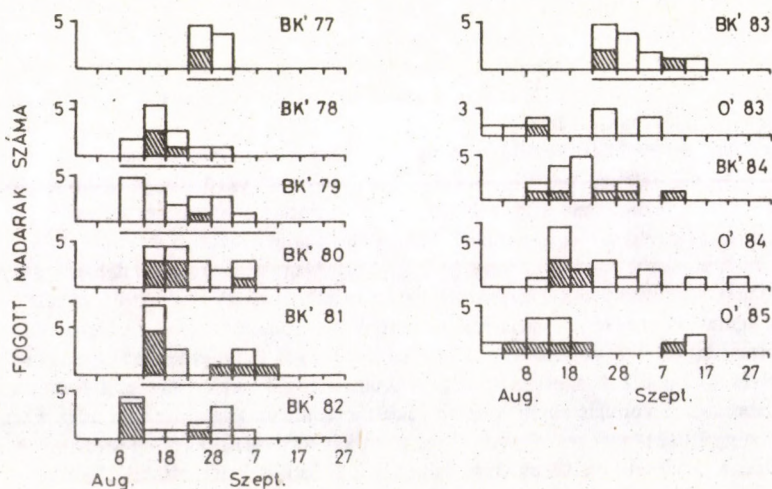 FOGOTT MADARAK SZÁMA
5
BK' 77
5
BK' 78
5
BK' 79
5
BK' 80
5
BK' 81
5
BK' 82
8 18 28 7 17 27
Aug. Szept.
5
BK' 83
3
O' 83
5
BK' 84
5
O' 84
5
O' 85
8 18 28 7 17 27
Aug. Szept.